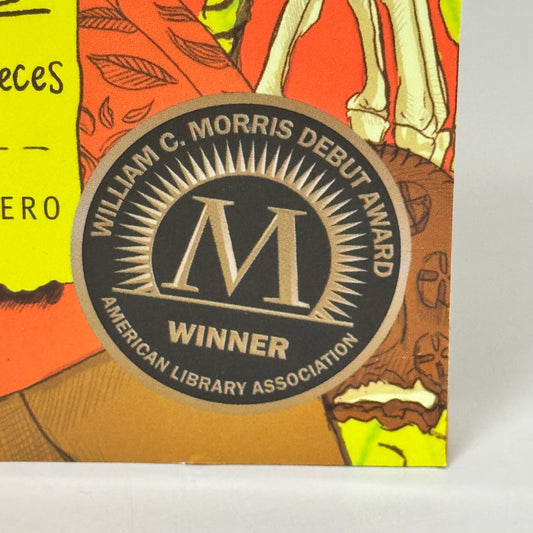 eces
ERO
WILLIAM C. MORRIS DEBUT AWARD
M
WINNER
AMERICAN LIBRARY ASSOCIATION